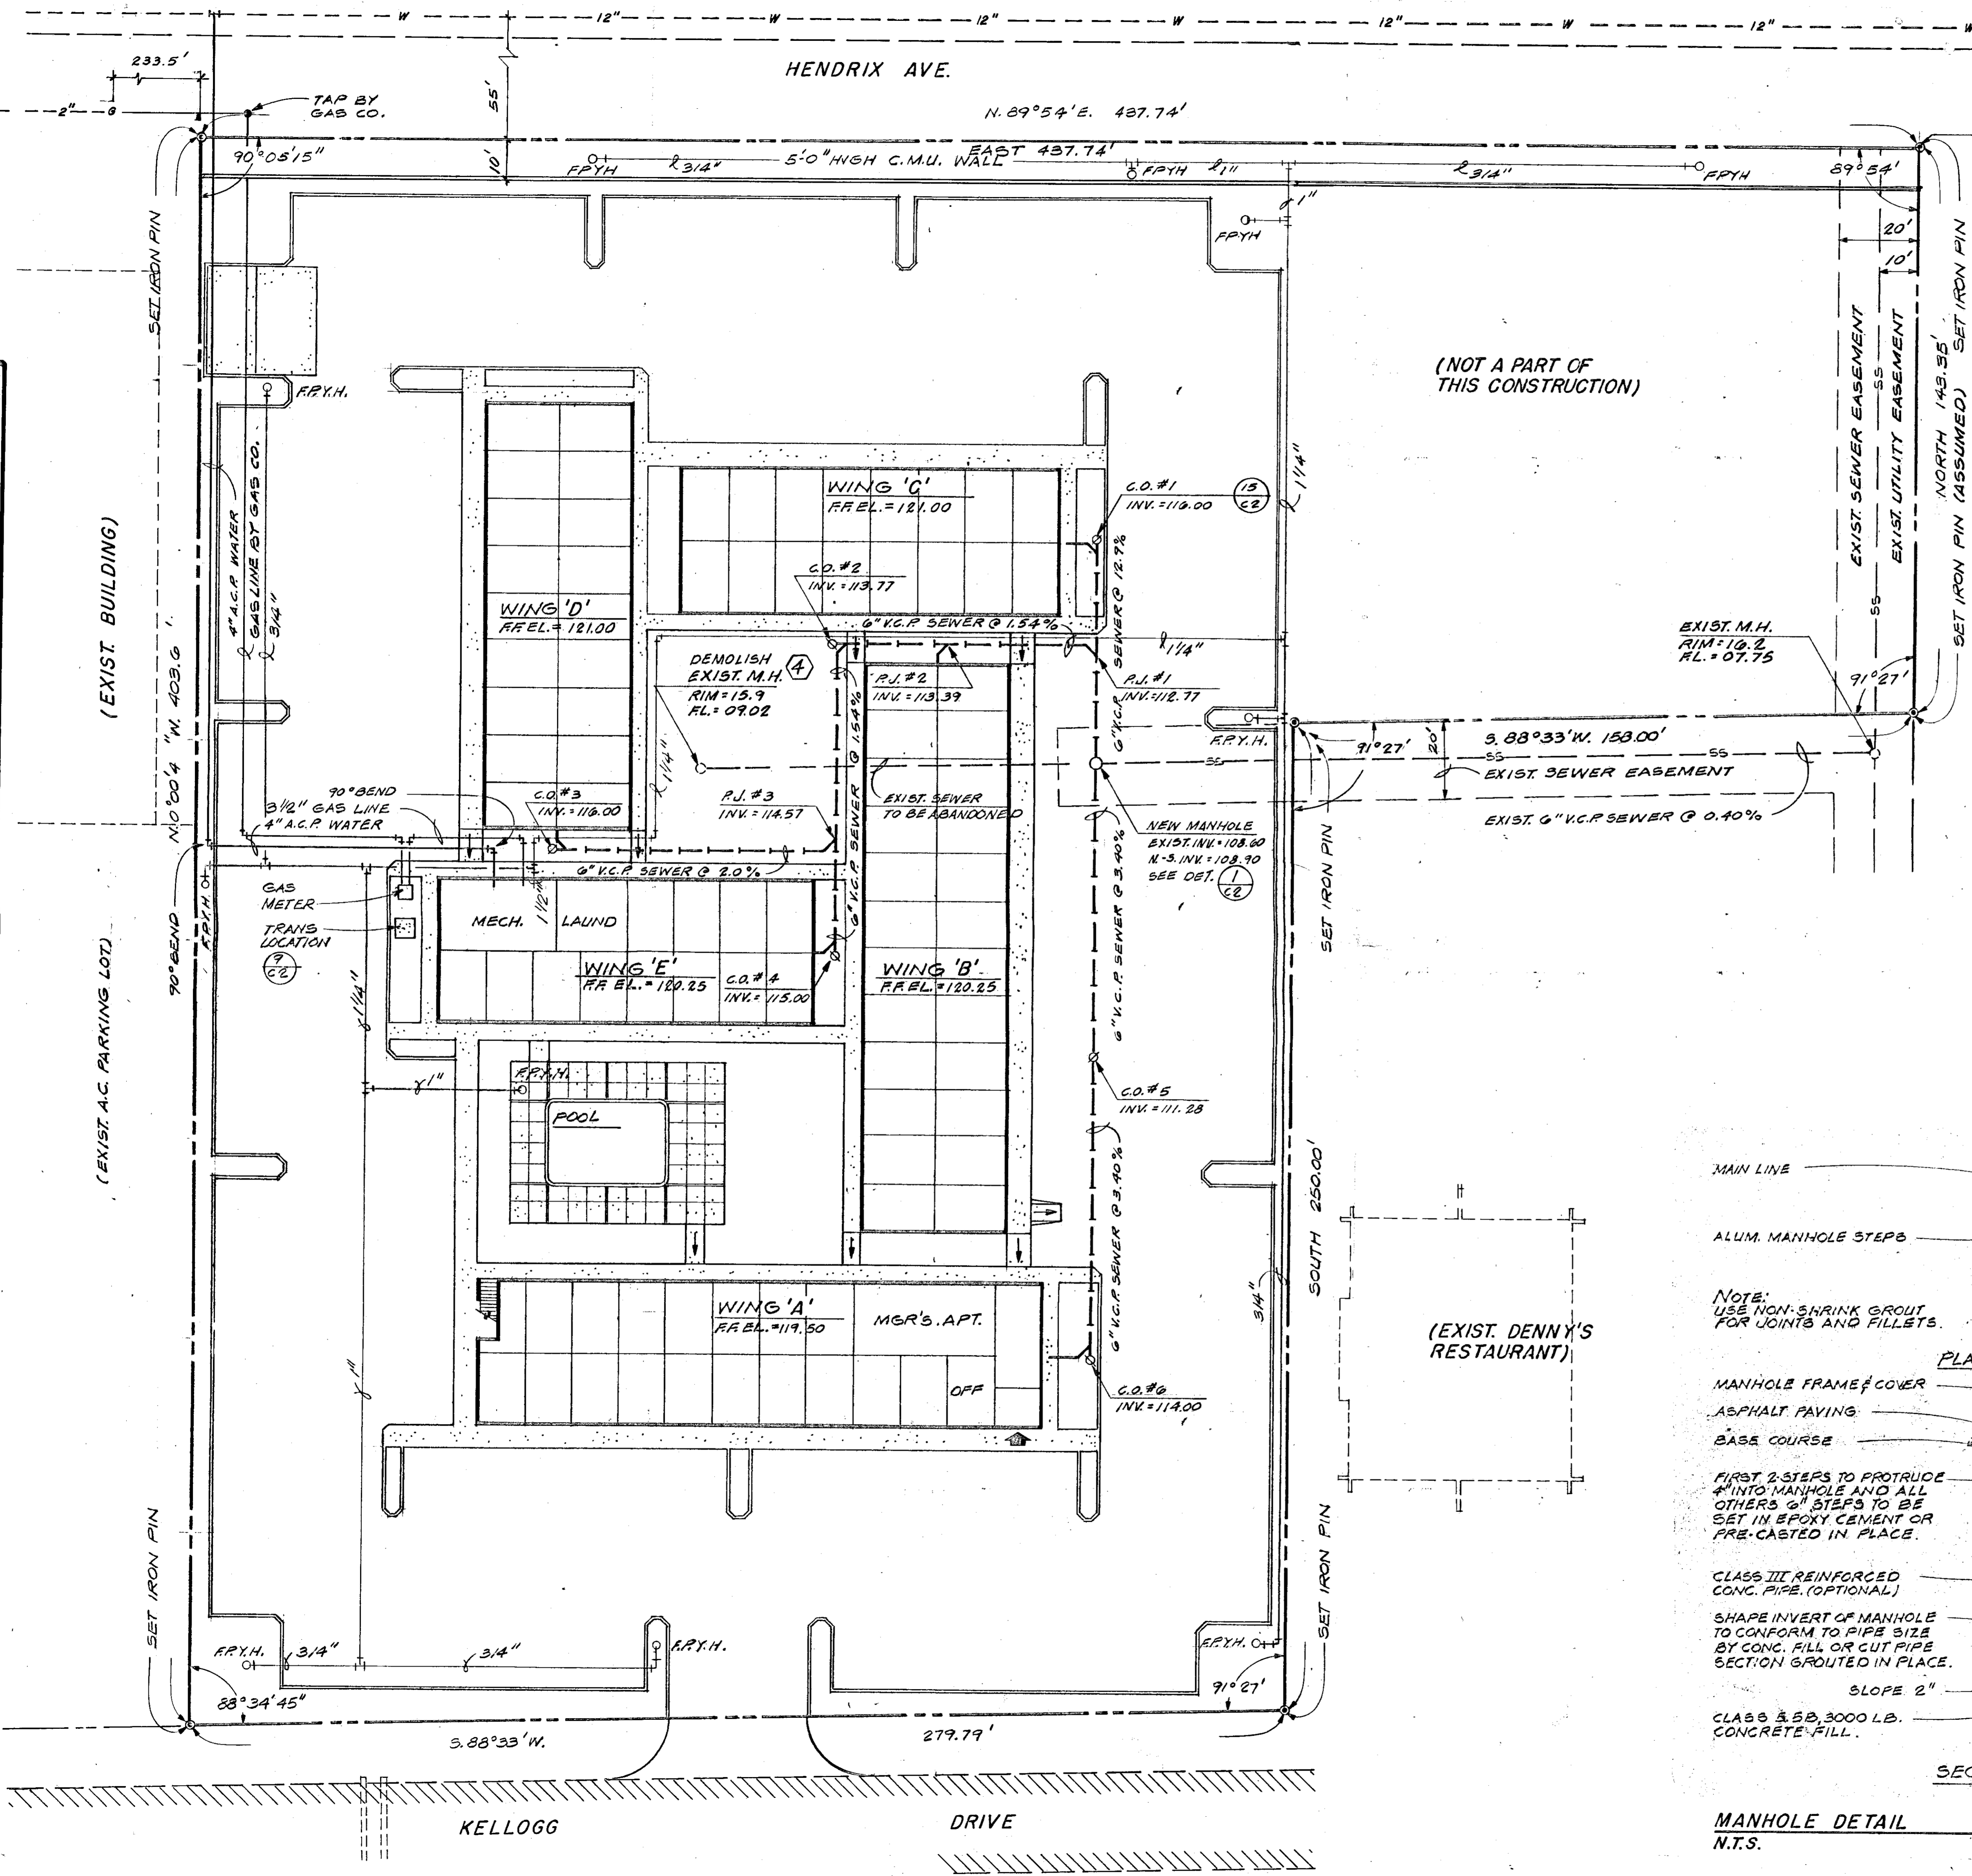 W 12" W 12" W 12" W 12" W
HENDRIX AVE.
233.5'
TAP BY
GAS CO.
2" G
55'
10'
N. 89°54' E. 437.74'
EAST 437.74'
90°05'15"
5'-0" HIGH C.M.U. WALL
FPYH
3/4"
FPYH
1"
3/4"
FPYH
89°54'
1"
F.P.Y.H
20'
10'
SET IRON PIN
SET IRON PIN
EXIST. SEWER EASEMENT
SS
SS
EXIST. UTILITY EASEMENT
NORTH 143.35'
(ASSUMED)
SET IRON PIN
(NOT A PART OF
THIS CONSTRUCTION)
F.P.Y.H.
4" A.C.P. WATER
GAS LINE BY GAS CO.
3/4"
(EXIST. BUILDING)
1 1/4"
WING 'C'
F.F. EL. = 121.00
C.O. #1
INV. = 116.00
15
C2
C.O. #2
INV. = 113.77
WING 'D'
F.F. EL. = 121.00
6" V.C.P. SEWER @ 1.54%
6" V.C.P. SEWER @ 12.9%
1 1/4"
DEMOLISH
EXIST. M.H.
4
RIM = 15.9
F.L. = 09.02
P.J. #2
INV. = 113.39
P.J. #1
INV. = 112.77
EXIST. M.H.
RIM = 16.2
F.L. = 07.75
91°27'
F.P.Y.H.
91°27'
20'
S. 88°33' W. 158.00'
SS
SS
SS
EXIST. SEWER EASEMENT
EXIST. 6" V.C.P. SEWER @ 0.40%
1 1/4"
90° BEND
3 1/2" GAS LINE
4" A.C.P. WATER
C.O. #3
INV. = 116.00
P.J. #3
INV. = 114.57
6" V.C.P. SEWER @ 1.54%
EXIST. SEWER
TO BE ABANDONED
NEW MANHOLE
EXIST. INV. = 108.60
N.-S. INV. = 108.90
SEE DET.
1
C2
6" V.C.P. SEWER @ 3.40%
6" V.C.P. SEWER @ 2.0%
1 1/2"
GAS
METER
TRANS
LOCATION
9
C2
90° BEND
F.P.Y.H.
MECH.
LAUND
WING 'E'
F.F. EL. = 120.25
C.O. #4
INV. = 115.00
WING 'B'
F.F. EL. = 120.25
SET IRON PIN
(EXIST. A.C. PARKING LOT)
1 1/4"
1"
F.P.Y.H.
POOL
C.O. #5
INV. = 111.28
6" V.C.P. SEWER @ 3.40%
SOUTH 250.00'
3/4"
WING 'A'
F.F. EL. = 119.50
MGR'S. APT.
OFF
C.O. #6
INV. = 114.00
1"
(EXIST. DENNY'S
RESTAURANT)
SET IRON PIN
SET IRON PIN
F.P.Y.H.
3/4"
3/4"
F.P.Y.H.
F.P.Y.H.
88°34'45"
91°27'
S. 88°33' W.
279.79'
KELLOGG
DRIVE
MAIN LINE
ALUM. MANHOLE STEPS
NOTE:
USE NON-SHRINK GROUT
FOR JOINTS AND FILLETS.
MANHOLE FRAME & COVER
ASPHALT PAVING
BASE COURSE
FIRST 2 STEPS TO PROTRUDE
4" INTO MANHOLE AND ALL
OTHERS 6" STEPS TO BE
SET IN EPOXY CEMENT OR
PRE-CASTED IN PLACE.
CLASS III REINFORCED
CONC. PIPE. (OPTIONAL)
SHAPE INVERT OF MANHOLE
TO CONFORM TO PIPE SIZE
BY CONC. FILL OR CUT PIPE
SECTION GROUTED IN PLACE.
SLOPE 2"
3000 LB.
CONCRETE FILL.
MANHOLE DETAIL
N.T.S.